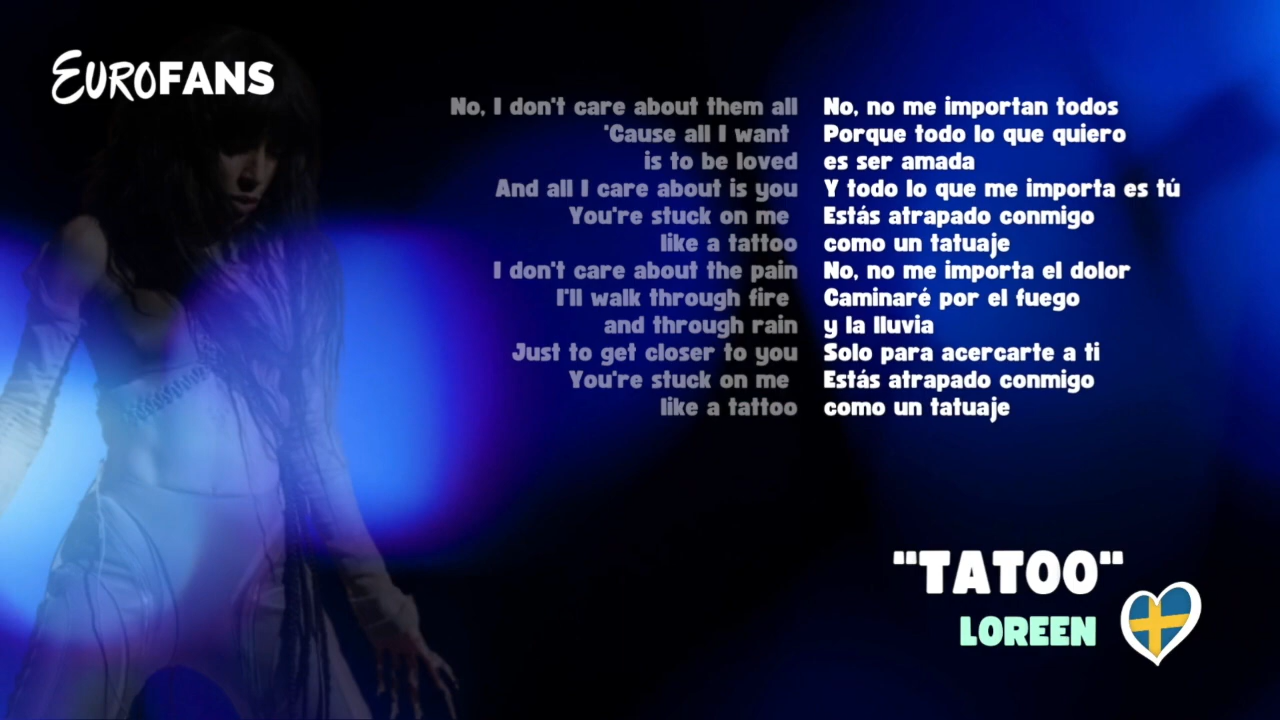 EUROFANS
No, I don't care about them all
'Cause all I want
is to be loved
And all I care about is you
You're stuck on me
like a tattoo
I don't care about the pain
I'll walk through fire
and through rain
Just to get closer to you
You're stuck on me
like a tattoo
No, no me importan todos
Porque todo lo que quiero
es ser amada
Y todo lo que me importa es tú
Estás atrapado conmigo
como un tatuaje
No, no me importa el dolor
Caminaré por el fuego
y la lluvia
Solo para acercarte a ti
Estás atrapado conmigo
como un tatuaje
"TATOO"
LOREEN